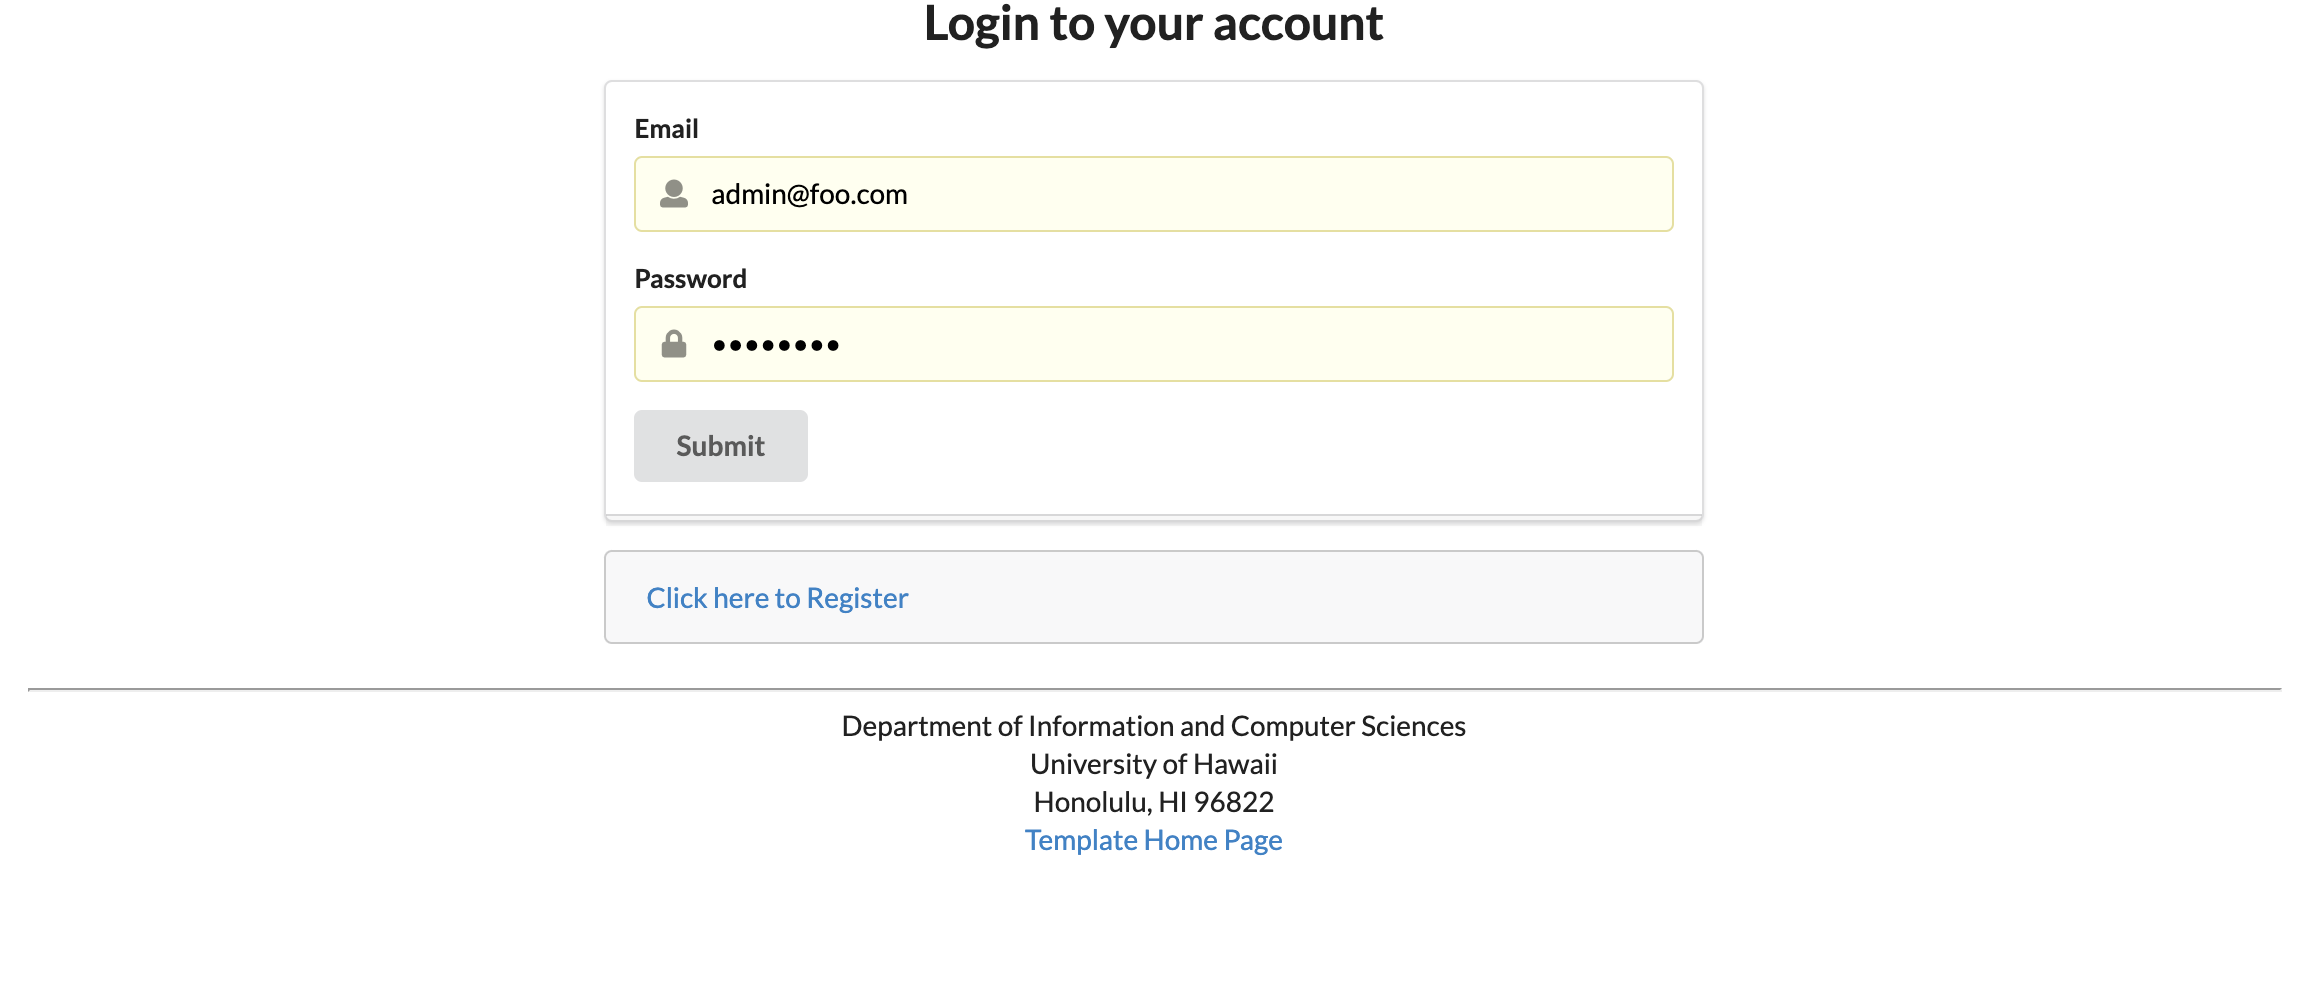 Login to your account
Email
admin@foo.com
Password
••••••••
Submit
Click here to Register
Department of Information and Computer Sciences
University of Hawaii
Honolulu, HI 96822
Template Home Page